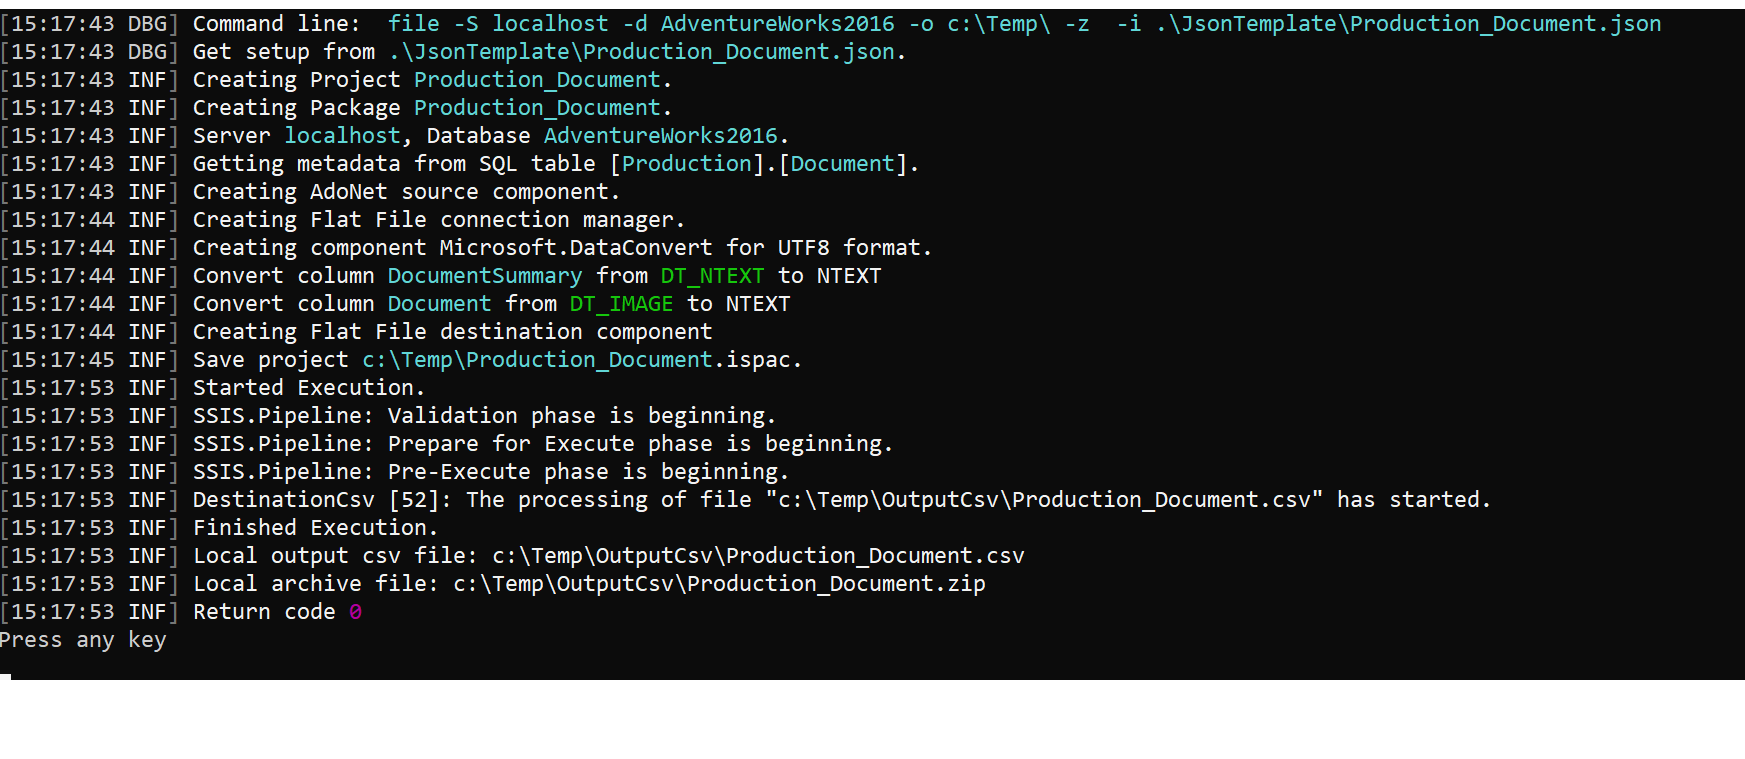 [15:17:43 DBG] Command line:  file -S localhost -d AdventureWorks2016 -o c:\Temp\ -z  -i .\JsonTemplate\Production_Document.json
[15:17:43 DBG] Get setup from .\JsonTemplate\Production_Document.json.
[15:17:43 INF] Creating Project Production_Document.
[15:17:43 INF] Creating Package Production_Document.
[15:17:43 INF] Server localhost, Database AdventureWorks2016.
[15:17:43 INF] Getting metadata from SQL table [Production].[Document].
[15:17:43 INF] Creating AdoNet source component.
[15:17:44 INF] Creating Flat File connection manager.
[15:17:44 INF] Creating component Microsoft.DataConvert for UTF8 format.
[15:17:44 INF] Convert column DocumentSummary from DT_NTEXT to NTEXT
[15:17:44 INF] Convert column Document from DT_IMAGE to NTEXT
[15:17:44 INF] Creating Flat File destination component
[15:17:45 INF] Save project c:\Temp\Production_Document.ispac.
[15:17:53 INF] Started Execution.
[15:17:53 INF] SSIS.Pipeline: Validation phase is beginning.
[15:17:53 INF] SSIS.Pipeline: Prepare for Execute phase is beginning.
[15:17:53 INF] SSIS.Pipeline: Pre-Execute phase is beginning.
[15:17:53 INF] DestinationCsv [52]: The processing of file "c:\Temp\OutputCsv\Production_Document.csv" has started.
[15:17:53 INF] Finished Execution.
[15:17:53 INF] Local output csv file: c:\Temp\OutputCsv\Production_Document.csv
[15:17:53 INF] Local archive file: c:\Temp\OutputCsv\Production_Document.zip
[15:17:53 INF] Return code 0
Press any key